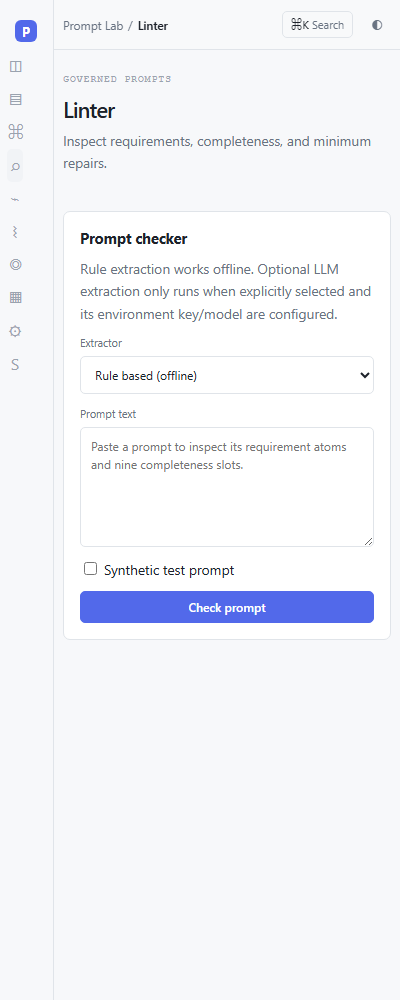 p
Prompt Lab / Linter
⌘K Search
GOVERNED PROMPTS
Linter
Inspect requirements, completeness, and minimum
repairs.
Prompt checker
Rule extraction works offline. Optional LLM
extraction only runs when explicitly selected and
its environment key/model are configured.
Extractor
Rule based (offline)
Prompt text
Paste a prompt to inspect its requirement atoms
and nine completeness slots.
Synthetic test prompt
Check prompt
S